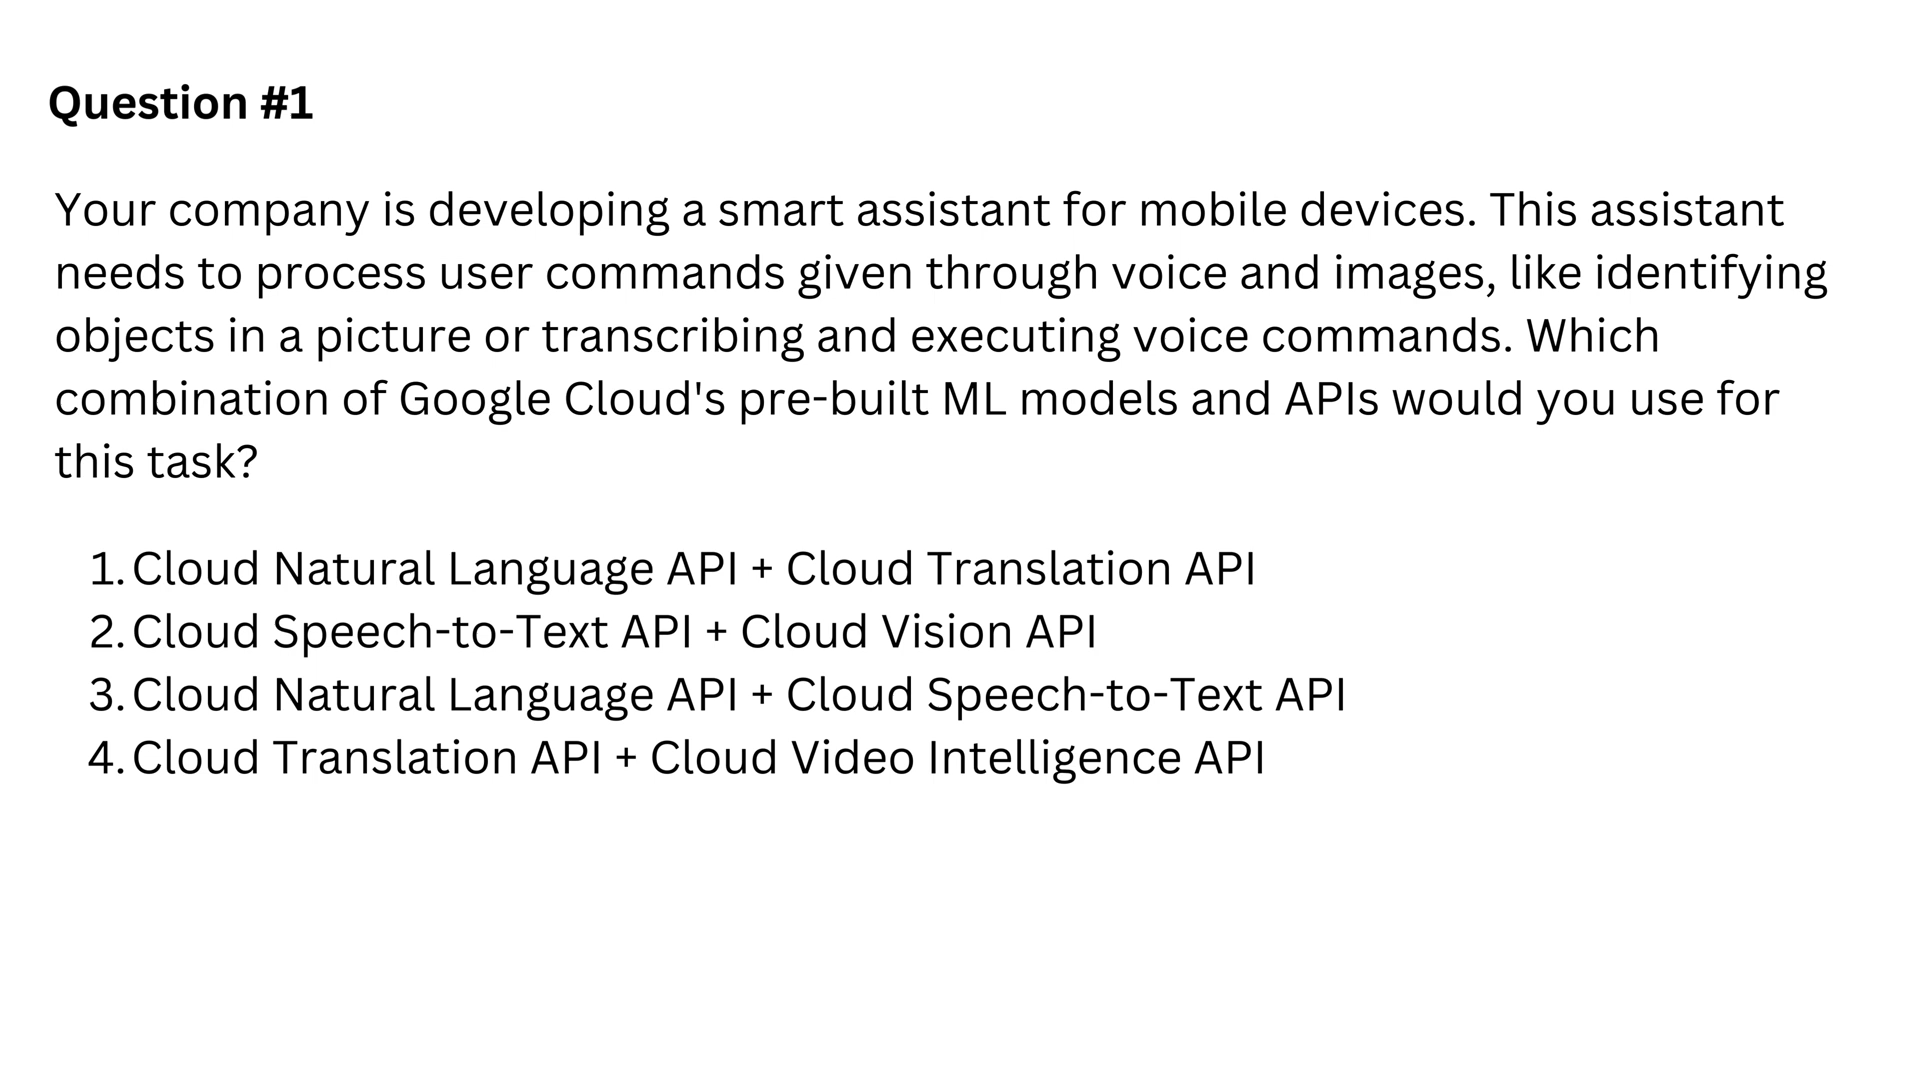 Question #1
Your company is developing a smart assistant for mobile devices. This assistant
needs to process user commands given through voice and images, like identifying
objects in a picture or transcribing and executing voice commands. Which
combination of Google Cloud's pre-built ML models and APIs would you use for
this task?
1. Cloud Natural Language API + Cloud Translation API
2. Cloud Speech-to-Text API + Cloud Vision API
3. Cloud Natural Language API + Cloud Speech-to-Text API
4. Cloud Translation API + Cloud Video Intelligence API